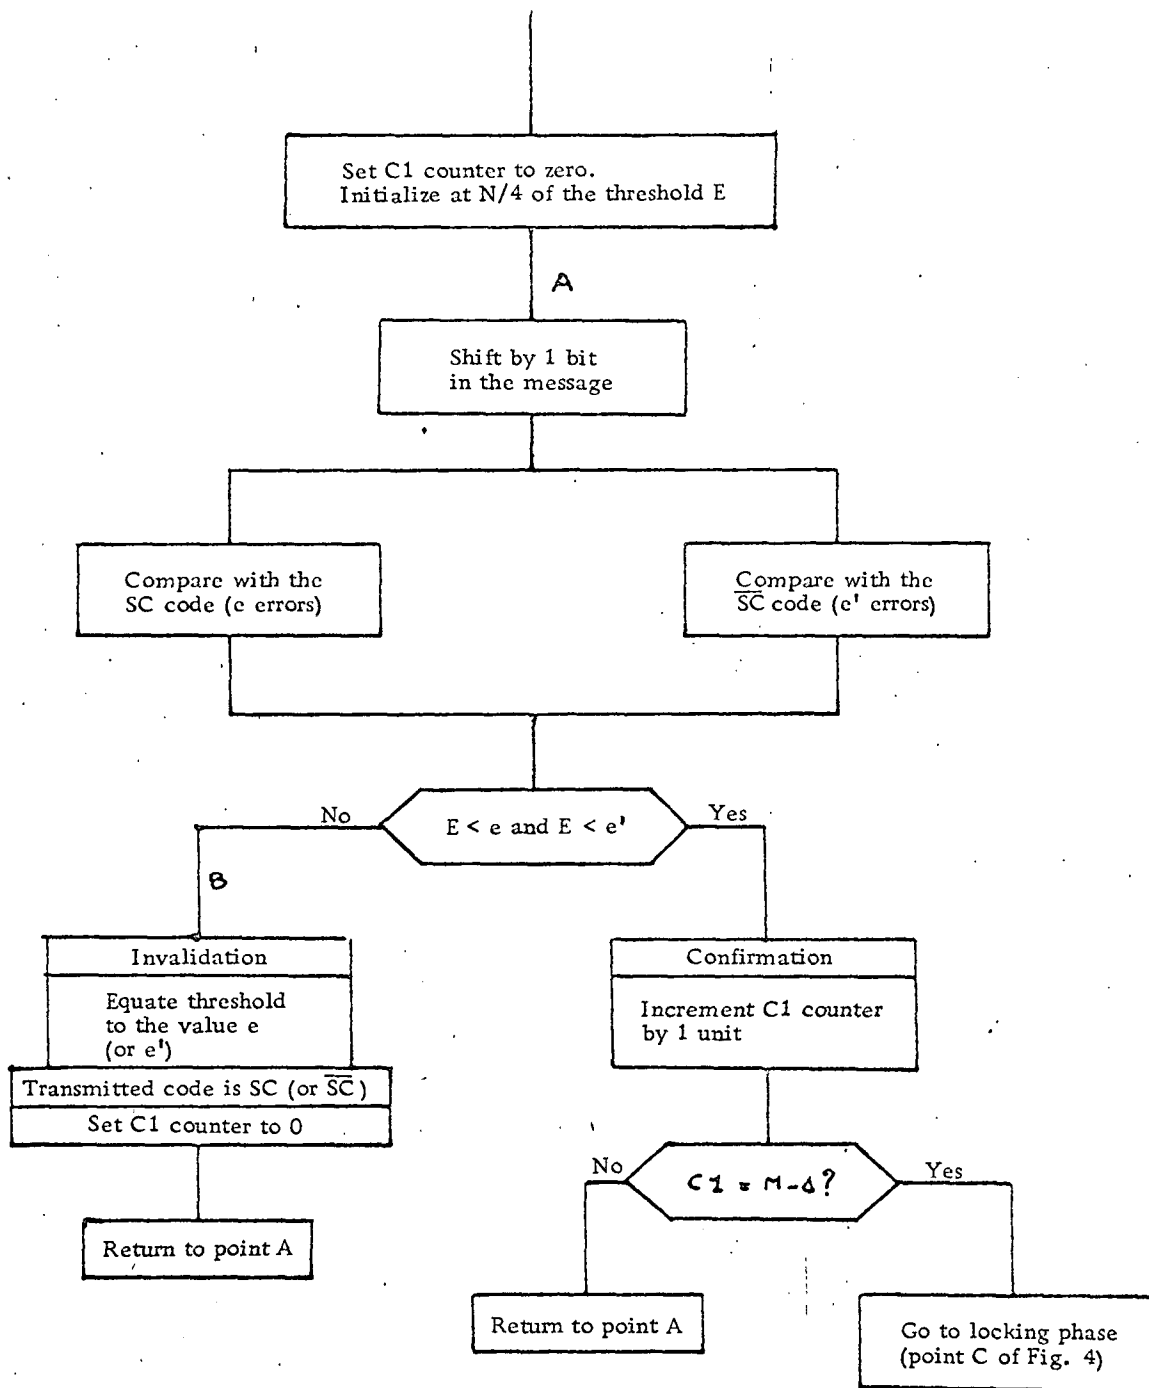 Set C1 counter to zero.
Initialize at N/4 of the threshold E
A
Shift by 1 bit
in the message
Compare with the
SC code (e errors)
Compare with the
S̅C̅ code (e' errors)
No
E < e and E < e'
Yes
B
Invalidation
Equate threshold
to the value e
(or e')
Transmitted code is SC (or S̅C̅)
Set C1 counter to 0
Return to point A
Confirmation
Increment C1 counter
by 1 unit
No
C1 = M-Δ?
Yes
Return to point A
Go to locking phase
(point C of Fig. 4)